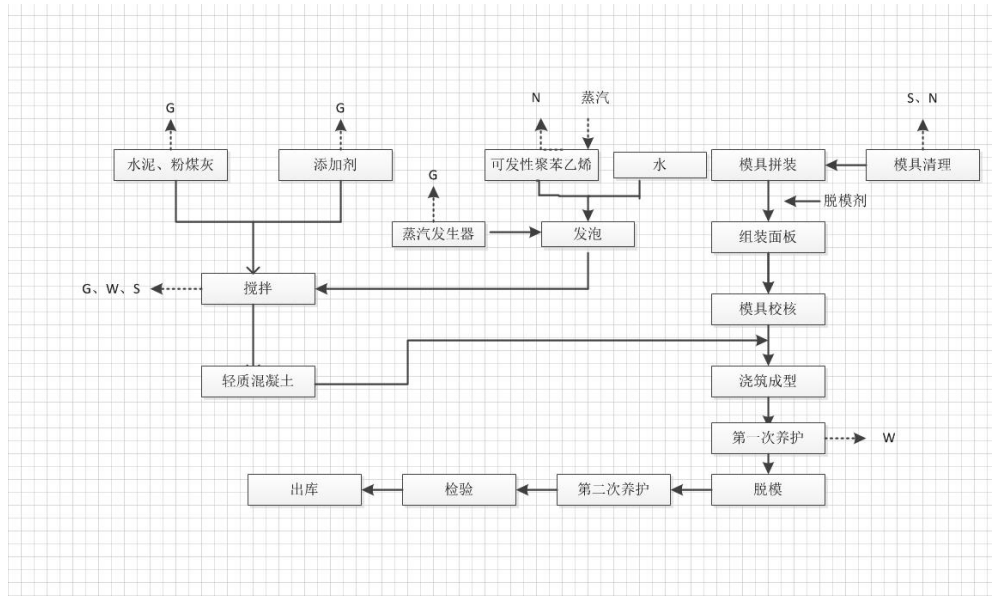 N
蒸汽
S、N
G
G
水泥、粉煤灰
添加剂
可发性聚苯乙烯
水
模具拼装
模具清理
G
脱模剂
蒸汽发生器
发泡
组装面板
G、W、S
搅拌
模具校核
轻质混凝土
浇筑成型
第一次养护
W
出库
检验
第二次养护
脱模